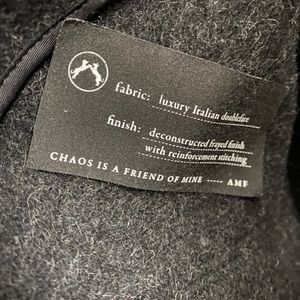 fabric: luxury Italian doubleface
finish: deconstructed frayed finish
with reinforcement stitching
CHAOS IS A FRIEND OF MINE ---- AMF